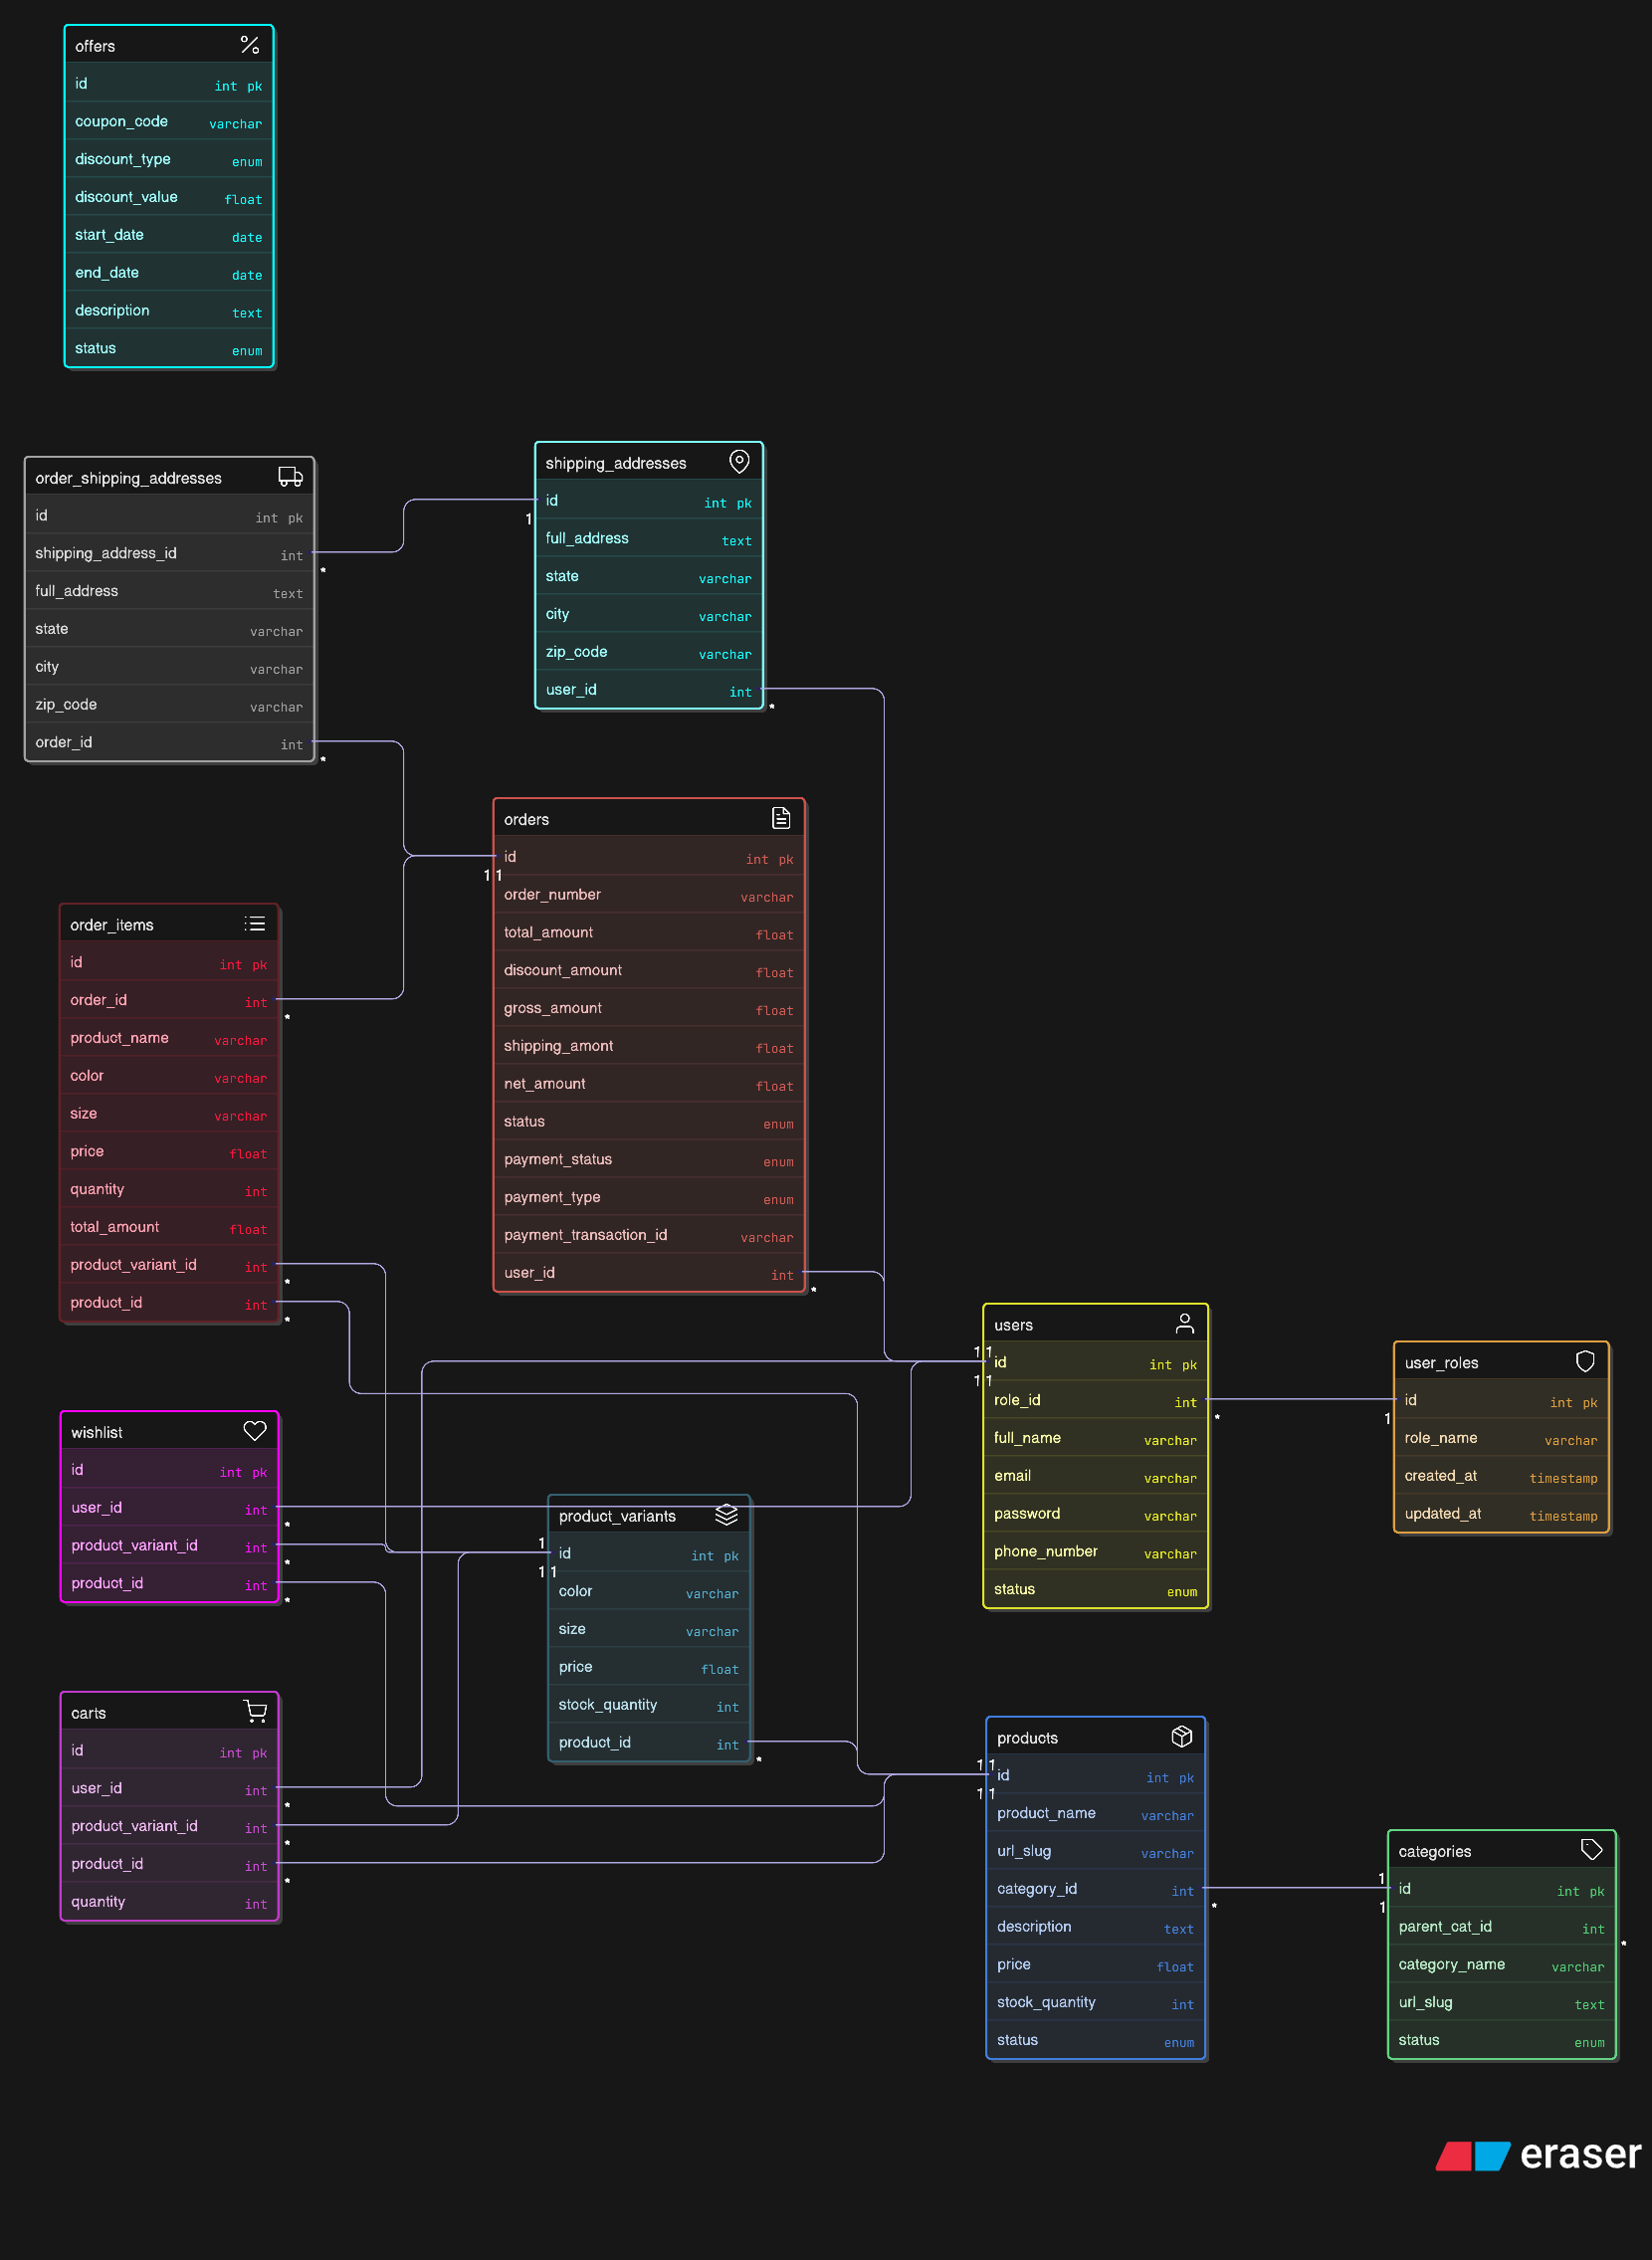 offers
id int pk
coupon_code varchar
discount_type enum
discount_value float
start_date date
end_date date
description text
status enum
order_shipping_addresses
id int pk
shipping_address_id int
*
full_address text
state varchar
city varchar
zip_code varchar
order_id int
*
shipping_addresses
id int pk
1
full_address text
state varchar
city varchar
zip_code varchar
user_id int
*
orders
id int pk
1 1
order_number varchar
total_amount float
discount_amount float
gross_amount float
shipping_amont float
net_amount float
status enum
payment_status enum
payment_type enum
payment_transaction_id varchar
user_id int
*
order_items
id int pk
order_id int
*
product_name varchar
color varchar
size varchar
price float
quantity int
total_amount float
product_variant_id int
*
product_id int
*
users
1 1
id int pk
1 1
role_id int
*
full_name varchar
email varchar
password varchar
phone_number varchar
status enum
user_roles
id int pk
1
role_name varchar
created_at timestamp
updated_at timestamp
wishlist
id int pk
user_id int
*
product_variant_id int
*
product_id int
*
product_variants
1
id int pk
1 1
color varchar
size varchar
price float
stock_quantity int
product_id int
*
carts
id int pk
user_id int
*
product_variant_id int
*
product_id int
*
quantity int
products
1 1
id int pk
1 1
product_name varchar
url_slug varchar
category_id int
*
description text
price float
stock_quantity int
status enum
categories
1
id int pk
1
parent_cat_id int
*
category_name varchar
url_slug text
status enum
eraser